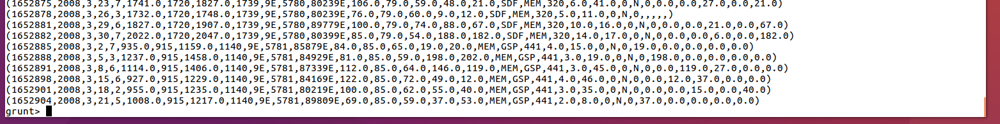 (1652875,2008,3,23,7,1741.0,1720,1827.0,1739,9E,5780,80239E,106.0,79.0,59.0,48.0,21.0,SDF,MEM,320,6.0,41.0,0,N,0,0.0,0.0,27.0,0.0,21.0)
(1652878,2008,3,26,3,1732.0,1720,1748.0,1739,9E,5780,80239E,76.0,79.0,60.0,9.0,12.0,SDF,MEM,320,5.0,11.0,0,N,0,,,,,)
(1652881,2008,3,29,6,1827.0,1720,1907.0,1739,9E,5780,89779E,100.0,79.0,74.0,88.0,67.0,SDF,MEM,320,10.0,16.0,0,N,0,0.0,0.0,21.0,0.0,67.0)
(1652882,2008,3,30,7,2022.0,1720,2047.0,1739,9E,5780,80399E,85.0,79.0,54.0,188.0,182.0,SDF,MEM,320,14.0,17.0,0,N,0,0.0,0.0,6.0,0.0,182.0)
(1652885,2008,3,2,7,935.0,915,1159.0,1140,9E,5781,85879E,84.0,85.0,65.0,19.0,20.0,MEM,GSP,441,4.0,15.0,0,N,0,19.0,0.0,0.0,0.0,0.0)
(1652888,2008,3,5,3,1237.0,915,1458.0,1140,9E,5781,84929E,81.0,85.0,59.0,198.0,202.0,MEM,GSP,441,3.0,19.0,0,N,0,198.0,0.0,0.0,0.0,0.0)
(1652891,2008,3,8,6,1114.0,915,1406.0,1140,9E,5781,87339E,112.0,85.0,64.0,146.0,119.0,MEM,GSP,441,3.0,45.0,0,N,0,0.0,119.0,27.0,0.0,0.0)
(1652898,2008,3,15,6,927.0,915,1229.0,1140,9E,5781,84169E,122.0,85.0,72.0,49.0,12.0,MEM,GSP,441,4.0,46.0,0,N,0,0.0,12.0,37.0,0.0,0.0)
(1652901,2008,3,18,2,955.0,915,1235.0,1140,9E,5781,80219E,100.0,85.0,62.0,55.0,40.0,MEM,GSP,441,3.0,35.0,0,N,0,0.0,0.0,15.0,0.0,40.0)
(1652904,2008,3,21,5,1008.0,915,1217.0,1140,9E,5781,89809E,69.0,85.0,59.0,37.0,53.0,MEM,GSP,441,2.0,8.0,0,N,0,37.0,0.0,0.0,0.0,0.0)
grunt>